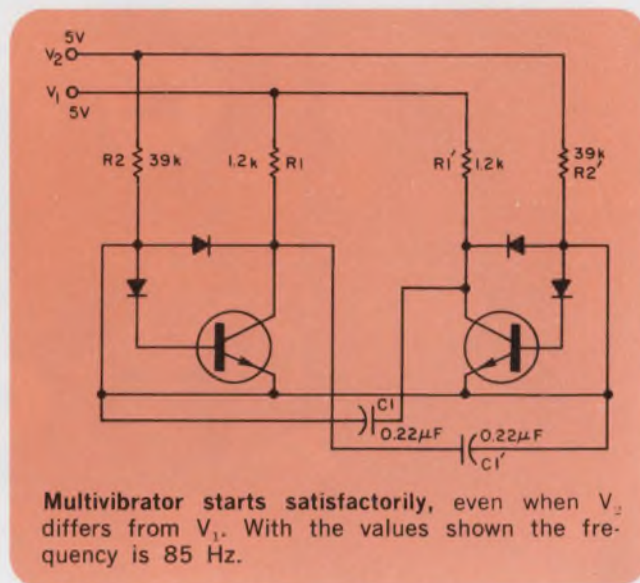 5V
V₂
V₁
5V
R2 39k 1.2k R1 R1′ 1.2k 39k
R2′
C1
0.22μF 0.22μF
C1′
Multivibrator starts satisfactorily, even when V₂
differs from V₁. With the values shown the fre-
quency is 85 Hz.